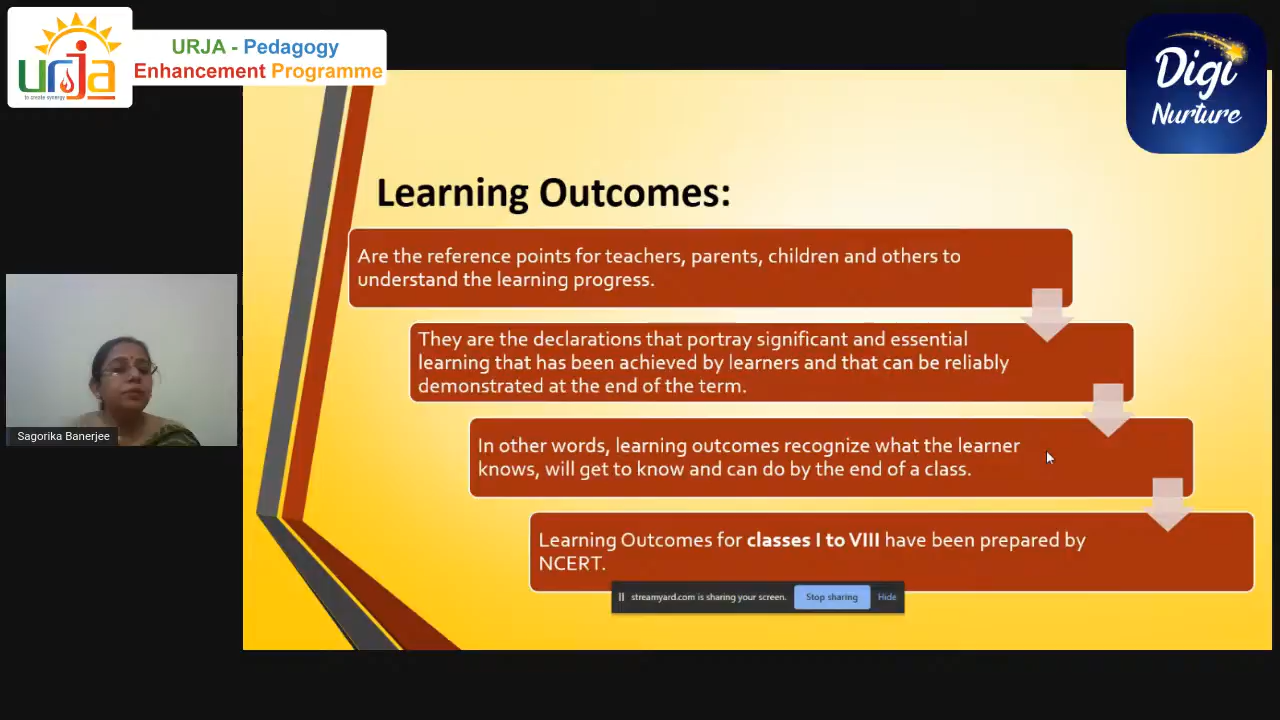 urja
to create synergy
URJA - Pedagogy
Enhancement Programme
Digi
Nurture
Learning Outcomes:
Are the reference points for teachers, parents, children and others to
understand the learning progress.
They are the declarations that portray significant and essential
learning that has been achieved by learners and that can be reliably
demonstrated at the end of the term.
In other words, learning outcomes recognize what the learner
knows, will get to know and can do by the end of a class.
Learning Outcomes for classes I to VIII have been prepared by
NCERT.
streamyard.com is sharing your screen. Stop sharing Hide
Sagorika Banerjee